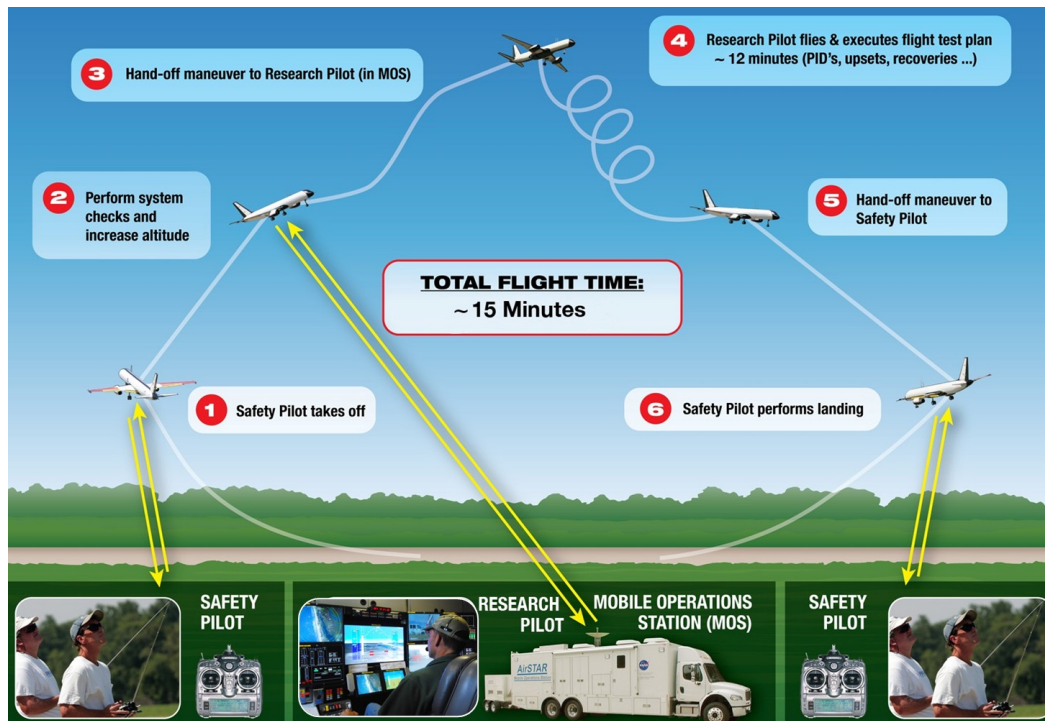 3 Hand-off maneuver to Research Pilot (in MOS)
4 Research Pilot flies & executes flight test plan
~ 12 minutes (PID's, upsets, recoveries ...)
2 Perform system
checks and
increase altitude
5 Hand-off maneuver to
Safety Pilot
TOTAL FLIGHT TIME:
~ 15 Minutes
1 Safety Pilot takes off
6 Safety Pilot performs landing
SAFETY
PILOT
RESEARCH
PILOT
MOBILE OPERATIONS
STATION (MOS)
AirSTAR
SAFETY
PILOT